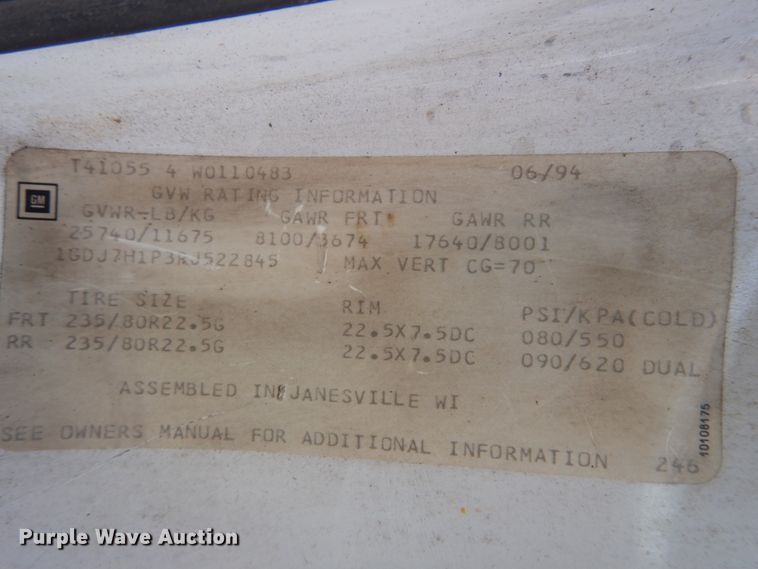 T41055 4 W0110483 06/94
GM
GVW RATING INFORMATION
GVWR-LB/KG GAWR FRT GAWR RR
25740/11675 8100/3674 17640/8001
1GDJ7H1P3RJ522845 MAX VERT CG=70"
TIRE SIZE RIM PSI/KPA(COLD)
FRT 235/80R22.5G 22.5X7.5DC 080/550
RR 235/80R22.5G 22.5X7.5DC 090/620 DUAL
ASSEMBLED IN JANESVILLE WI
SEE OWNERS MANUAL FOR ADDITIONAL INFORMATION 246
10108175
Purple Wave Auction